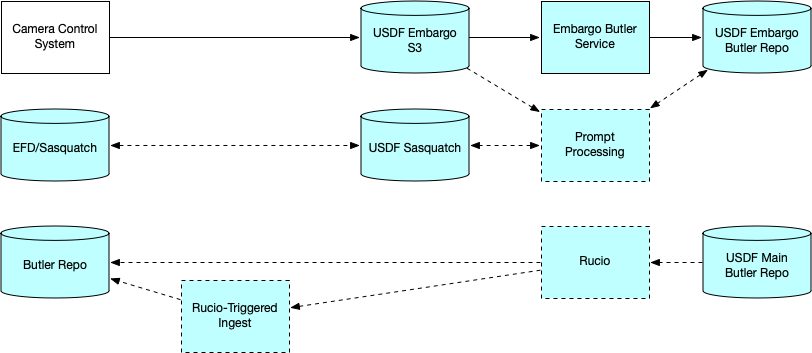 Camera Control
System
USDF Embargo
S3
Embargo Butler
Service
USDF Embargo
Butler Repo
EFD/Sasquatch
USDF Sasquatch
Prompt
Processing
Butler Repo
Rucio
USDF Main
Butler Repo
Rucio-Triggered
Ingest